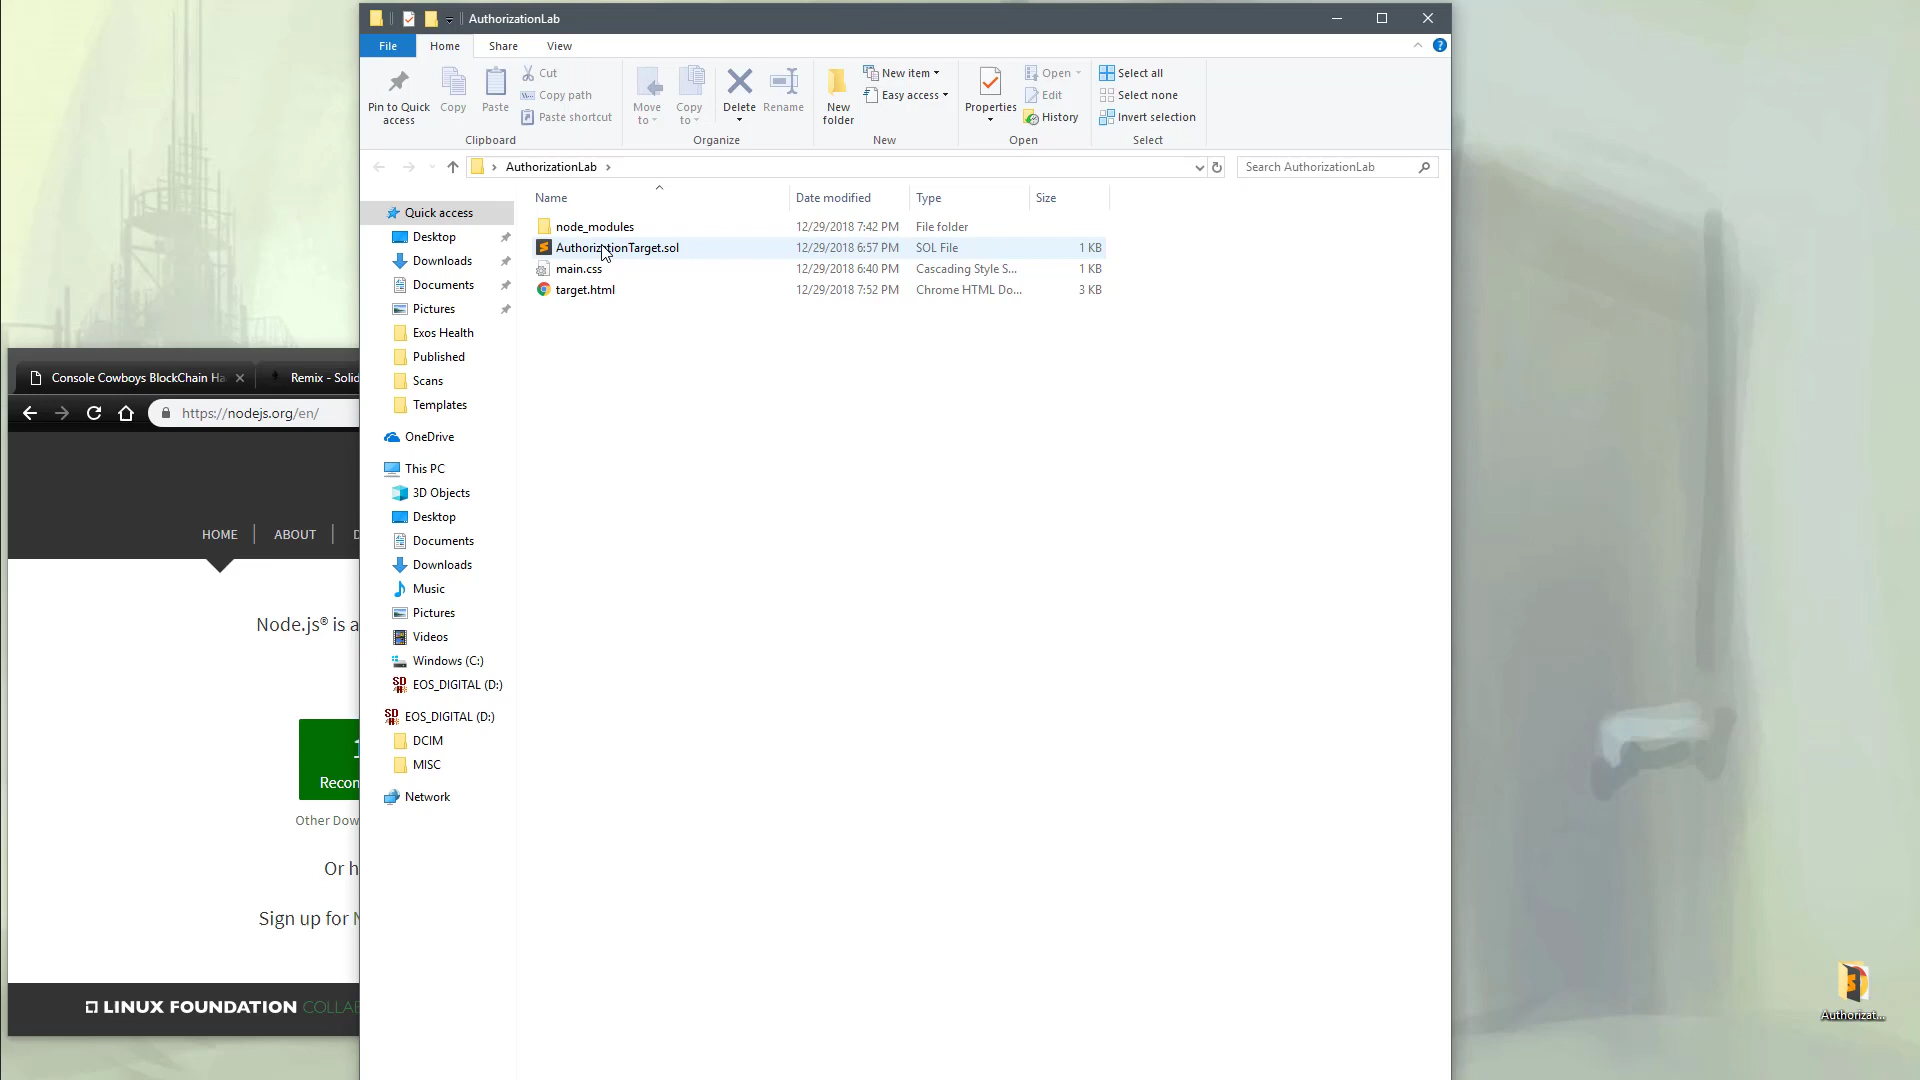 AuthorizationLab
File Home Share View
Pin to Quick access
Copy
Paste
Cut
Copy path
Paste shortcut
Clipboard
Move to
Copy to
Delete
Rename
Organize
New folder
New item
Easy access
New
Properties
Open
Edit
History
Open
Select all
Select none
Invert selection
Select
AuthorizationLab
Search AuthorizationLab
Name Date modified Type Size
node_modules 12/29/2018 7:42 PM File folder
AuthorizationTarget.sol 12/29/2018 6:57 PM SOL File 1 KB
main.css 12/29/2018 6:40 PM Cascading Style S... 1 KB
target.html 12/29/2018 7:52 PM Chrome HTML Do... 3 KB
Quick access
Desktop
Downloads
Documents
Pictures
Exos Health
Published
Scans
Templates
OneDrive
This PC
3D Objects
Desktop
Documents
Downloads
Music
Pictures
Videos
Windows (C:)
EOS_DIGITAL (D:)
EOS_DIGITAL (D:)
DCIM
MISC
Network
Console Cowboys BlockChain Ha
Remix - Solid
https://nodejs.org/en/
HOME ABOUT
Node.js® is a
Recon
Other Dow
Or h
Sign up for N
LINUX FOUNDATION COLLA
Authorizat...